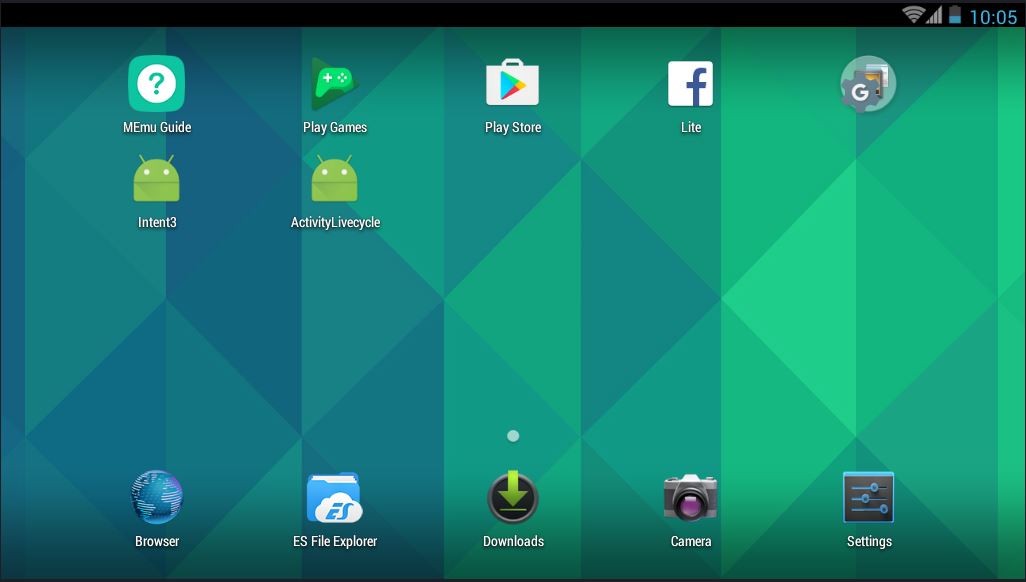 10:05
MEmu Guide
Play Games
Play Store
Lite
Intent3
ActivityLivecycle
Browser
ES File Explorer
Downloads
Camera
Settings